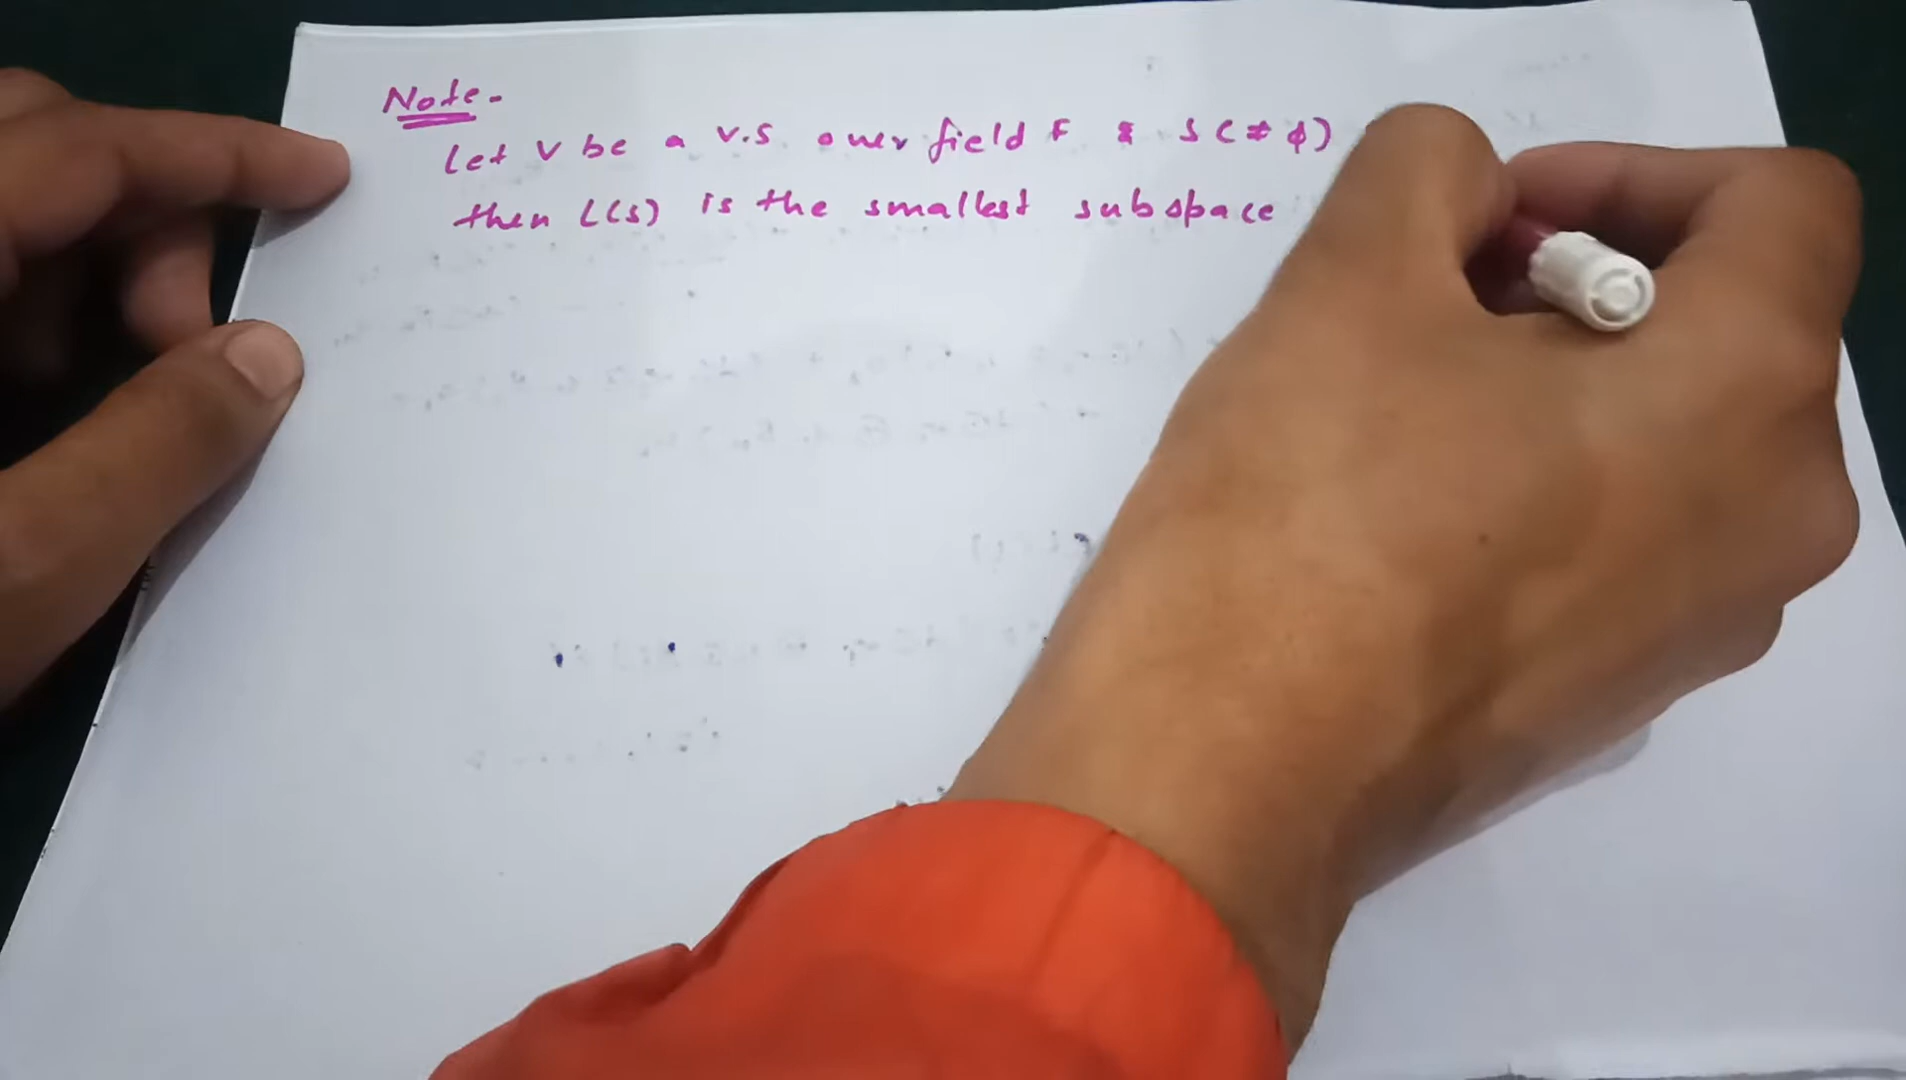 Note-
Let V be a V.S over field F & S(≠ ϕ)
then L(S) is the smallest subspace